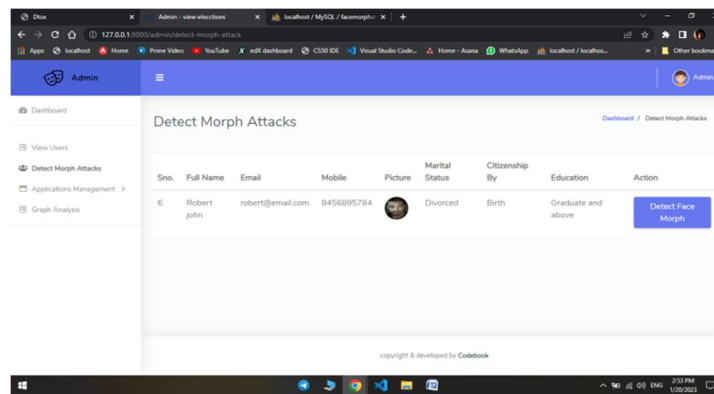 Dtox
Admin - view-elecctions
localhost / MySQL / facemorphat
127.0.0.1:8000/admin/detect-morph-attack
Apps localhost Home Prime Video YouTube edX dashboard CS50 IDE Visual Studio Code... Home - Asana WhatsApp localhost / localhos... » Other bookma
Admin
Admin
Dashboard
View Users
Detect Morph Attacks
Applications Management
Graph Analysis
Detect Morph Attacks
Dashboard / Detect Morph Attacks
Sno. Full Name Email Mobile Picture Marital Status Citizenship By Education Action
6 Robert john robert@email.com 8456895784 Divorced Birth Graduate and above Detect Face Morph
copyright & developed by Codebook
ENG 2:53 PM
1/20/2023